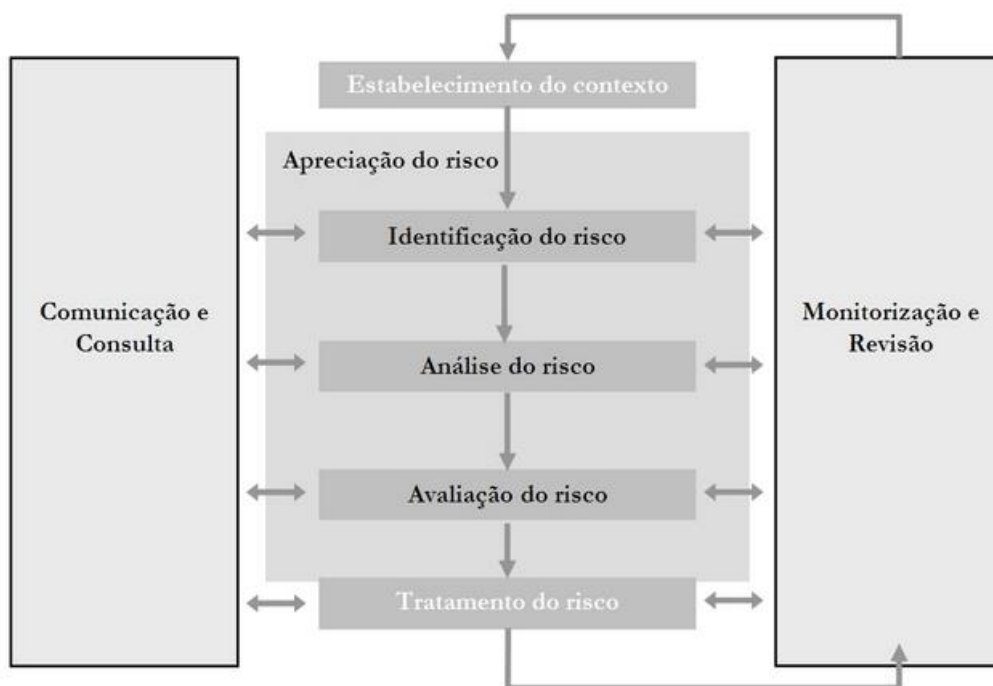 Estabelecimento do contexto
Apreciação do risco
Identificação do risco
Comunicação e
Consulta
Monitorização e
Revisão
Análise do risco
Avaliação do risco
Tratamento do risco